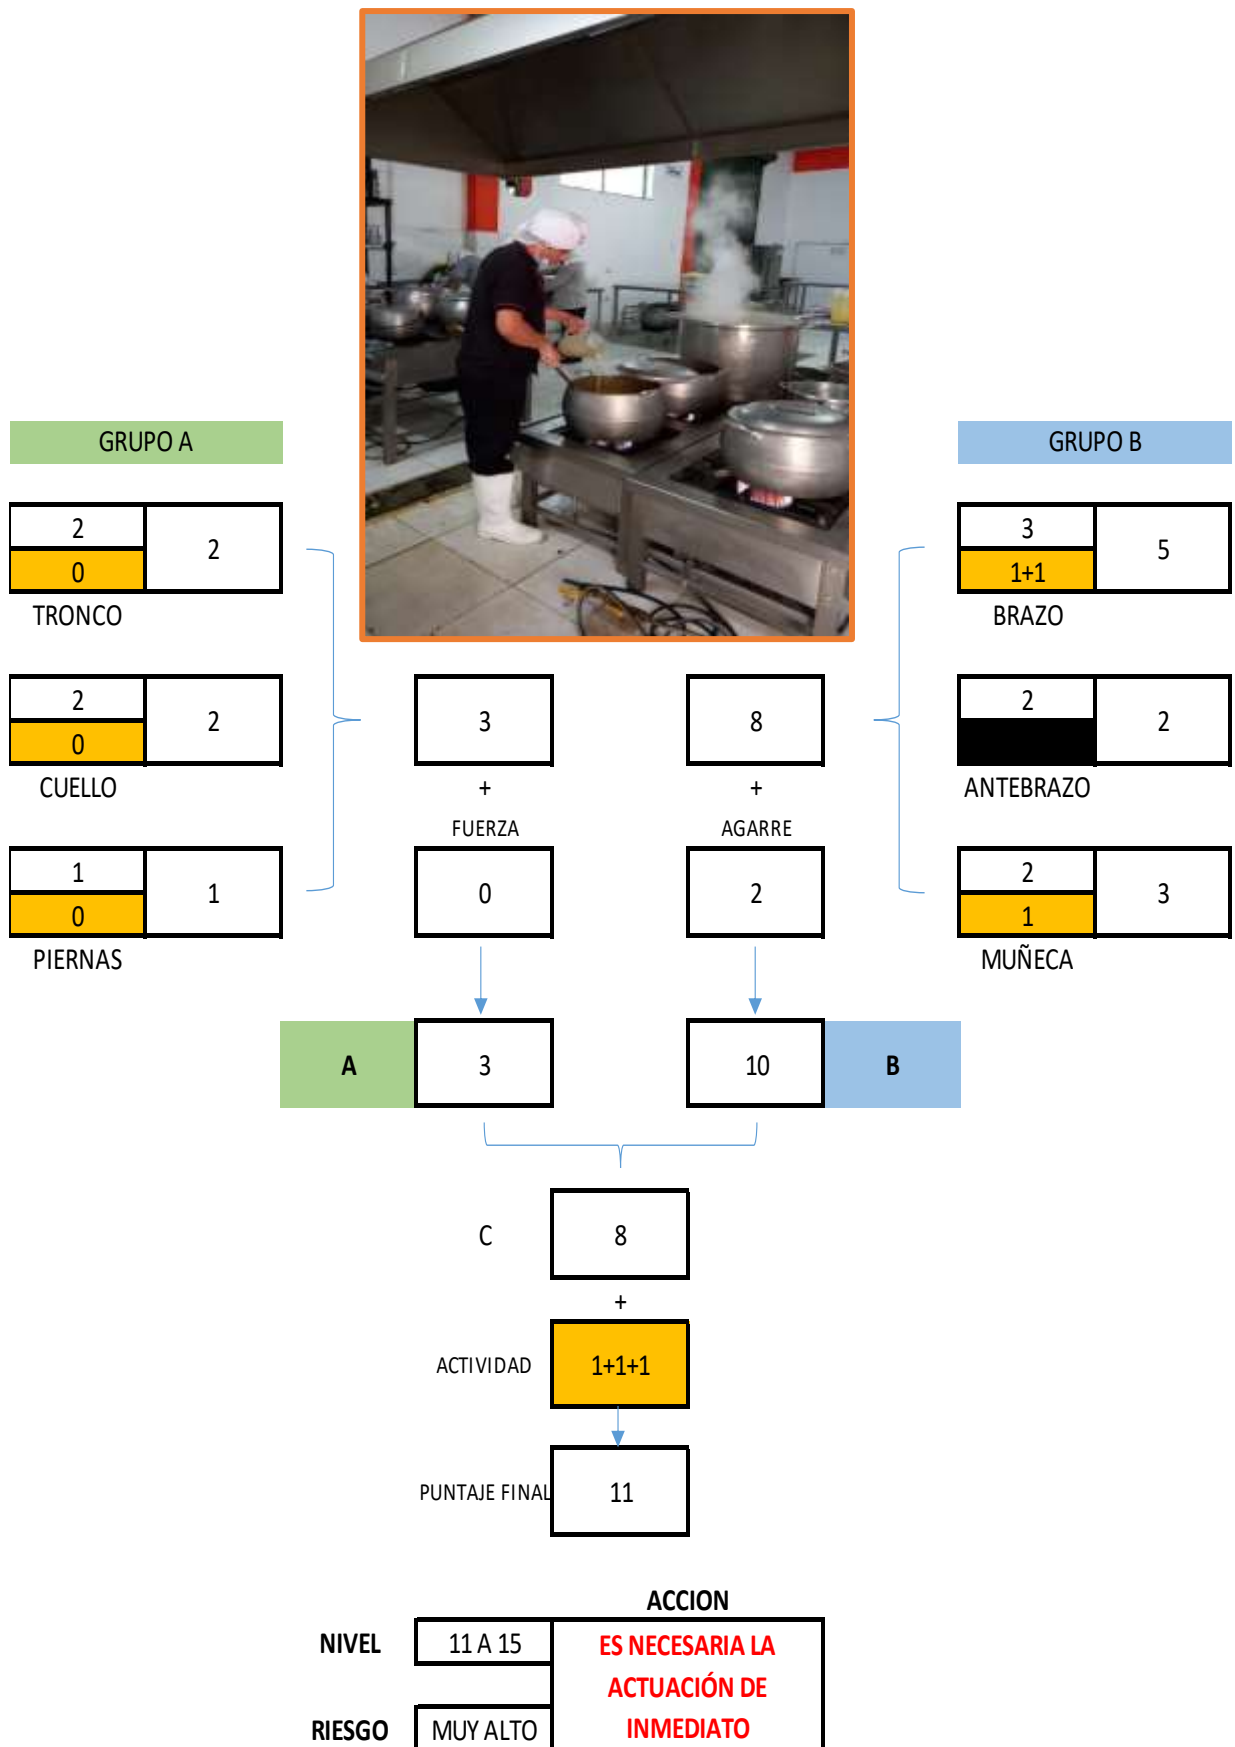 GRUPO A
GRUPO B
2
0
2
TRONCO
3
1+1
5
BRAZO
2
0
2
CUELLO
3
+
FUERZA
0
8
+
AGARRE
2
2
2
ANTEBRAZO
1
0
1
PIERNAS
2
1
3
MUÑECA
A
3
10
B
C
8
+
ACTIVIDAD
1+1+1
PUNTAJE FINAL
11
ACCION
NIVEL
11 A 15
ES NECESARIA LA
ACTUACIÓN DE
INMEDIATO
RIESGO
MUY ALTO